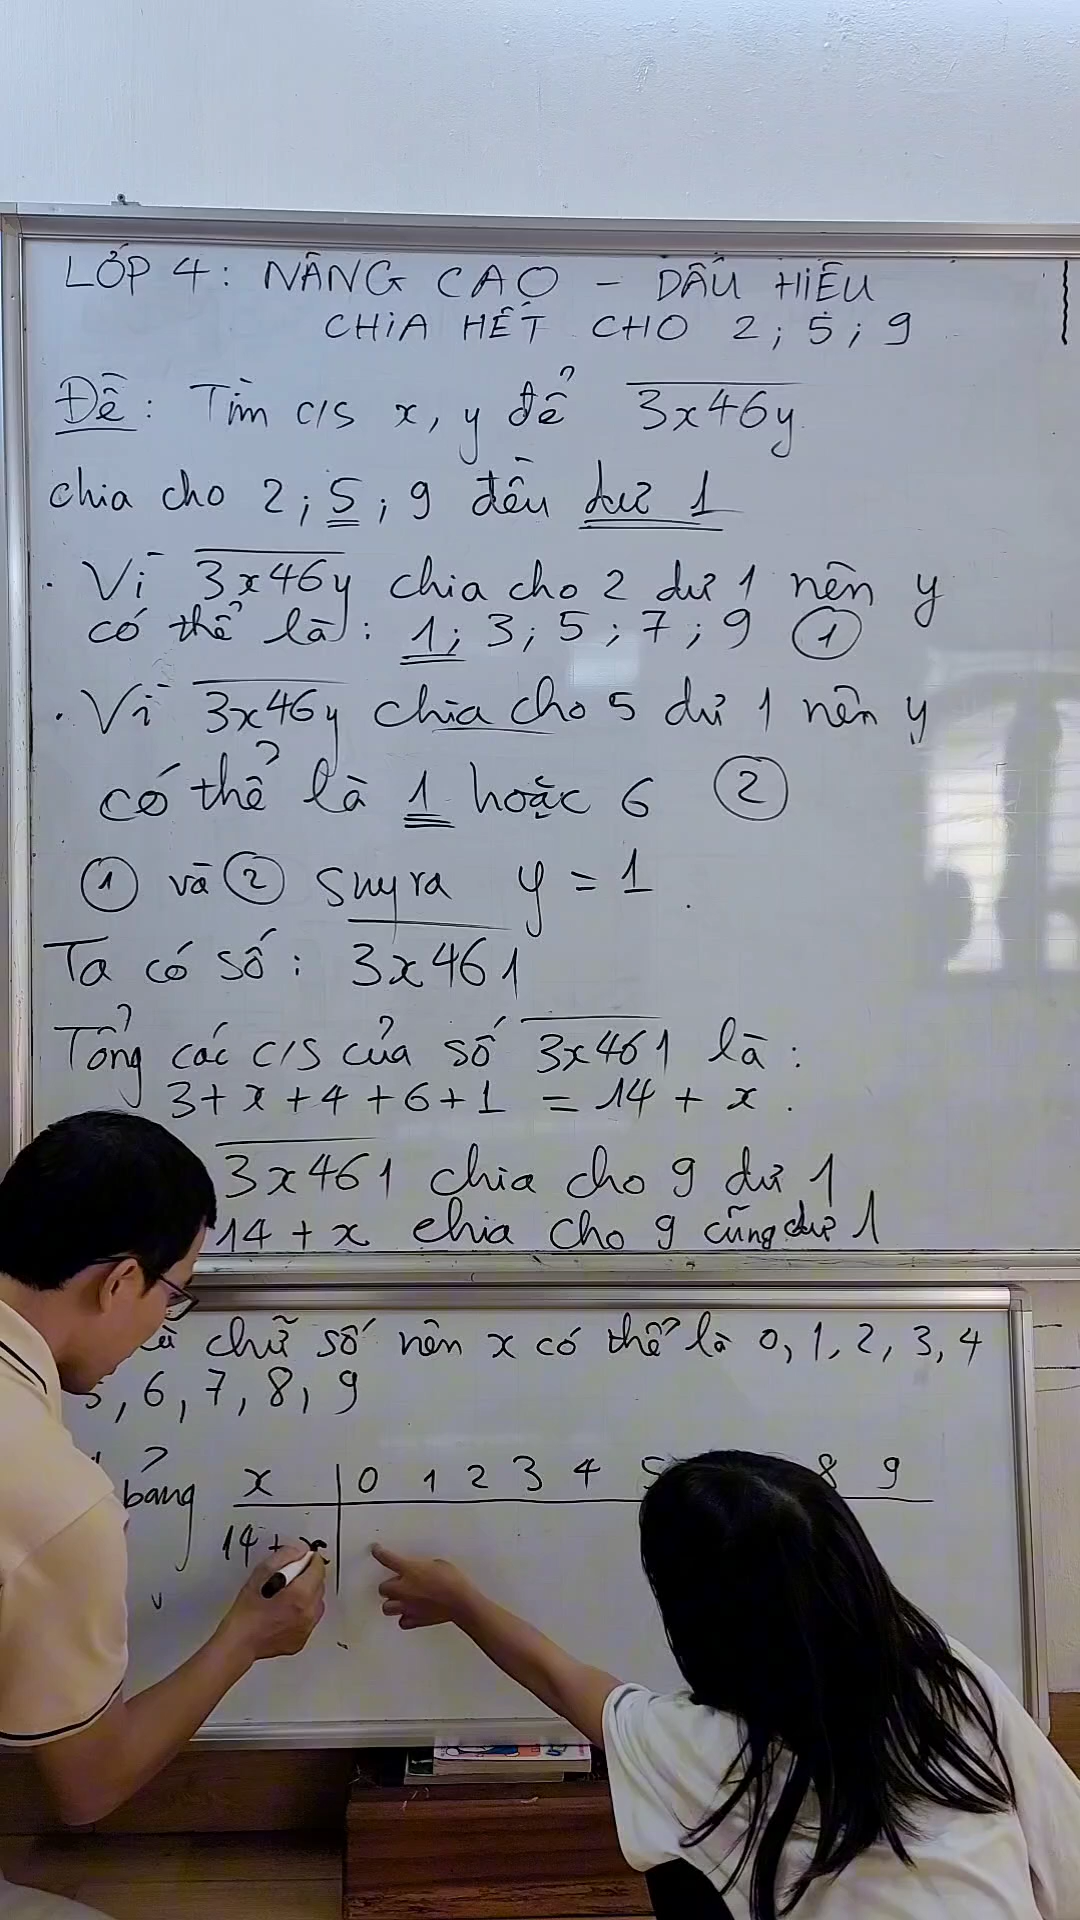 LỚP 4: NÂNG CAO - DẤU HIỆU
CHIA HẾT CHO 2; 5; 9
Đề: Tìm c/s x, y để 3x46y
chia cho 2; 5; 9 đều dư 1
. Vì 3x46y chia cho 2 dư 1 nên y
có thể là: 1; 3; 5; 7; 9 ①
. Vì 3x46y chia cho 5 dư 1 nên y
có thể là 1 hoặc 6 ②
① và ② suy ra y = 1.
Ta có số: 3x461
Tổng các c/s của số 3x461 là:
3+x+4+6+1 = 14 + x.
3x461 chia cho 9 dư 1
14 + x chia cho 9 cũng dư 1
chữ số nên x có thể là 0, 1, 2, 3, 4
5, 6, 7, 8, 9
bảng x 0 1 2 3 4 5 8 9
14 + x